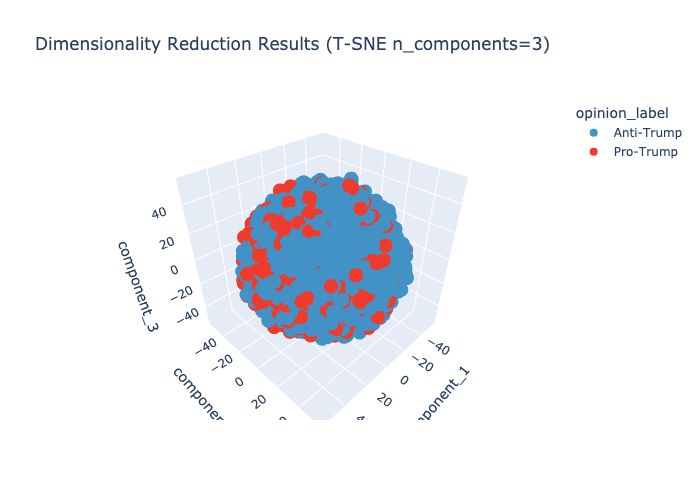 Dimensionality Reduction Results (T-SNE n_components=3)
opinion_label
Anti-Trump
Pro-Trump
40
20
0
−20
−40
component_3
−40
−20
0
20
−40
−20
0
20